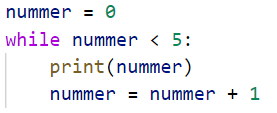 nummer = 0
while nummer < 5:
    print(nummer)
    nummer = nummer + 1